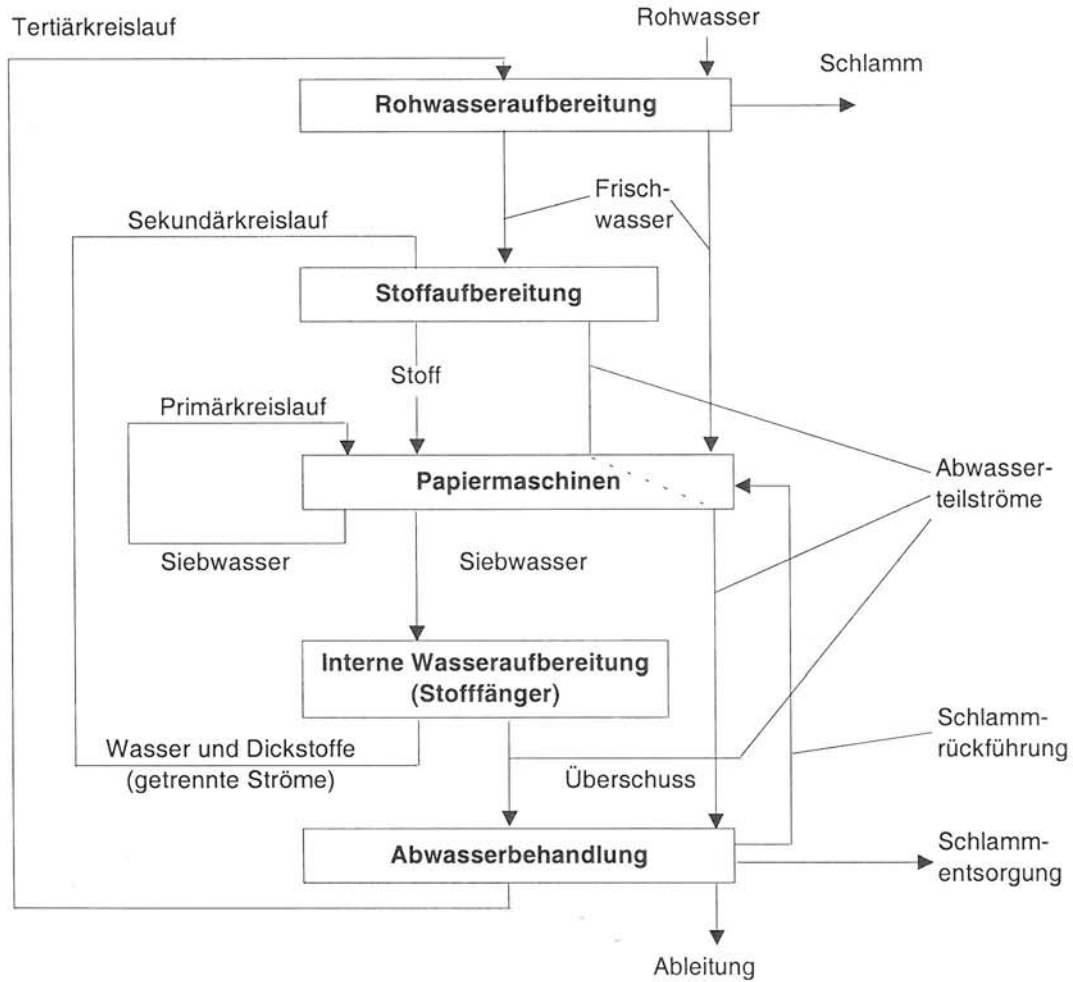 Tertiärkreislauf
Rohwasser
Schlamm
Rohwasseraufbereitung
Frisch-
wasser
Sekundärkreislauf
Stoffaufbereitung
Stoff
Primärkreislauf
Papiermaschinen
Abwasser-
teilströme
Siebwasser
Siebwasser
Interne Wasseraufbereitung
(Stofffänger)
Wasser und Dickstoffe
(getrennte Ströme)
Überschuss
Schlamm-
rückführung
Abwasserbehandlung
Schlamm-
entsorgung
Ableitung